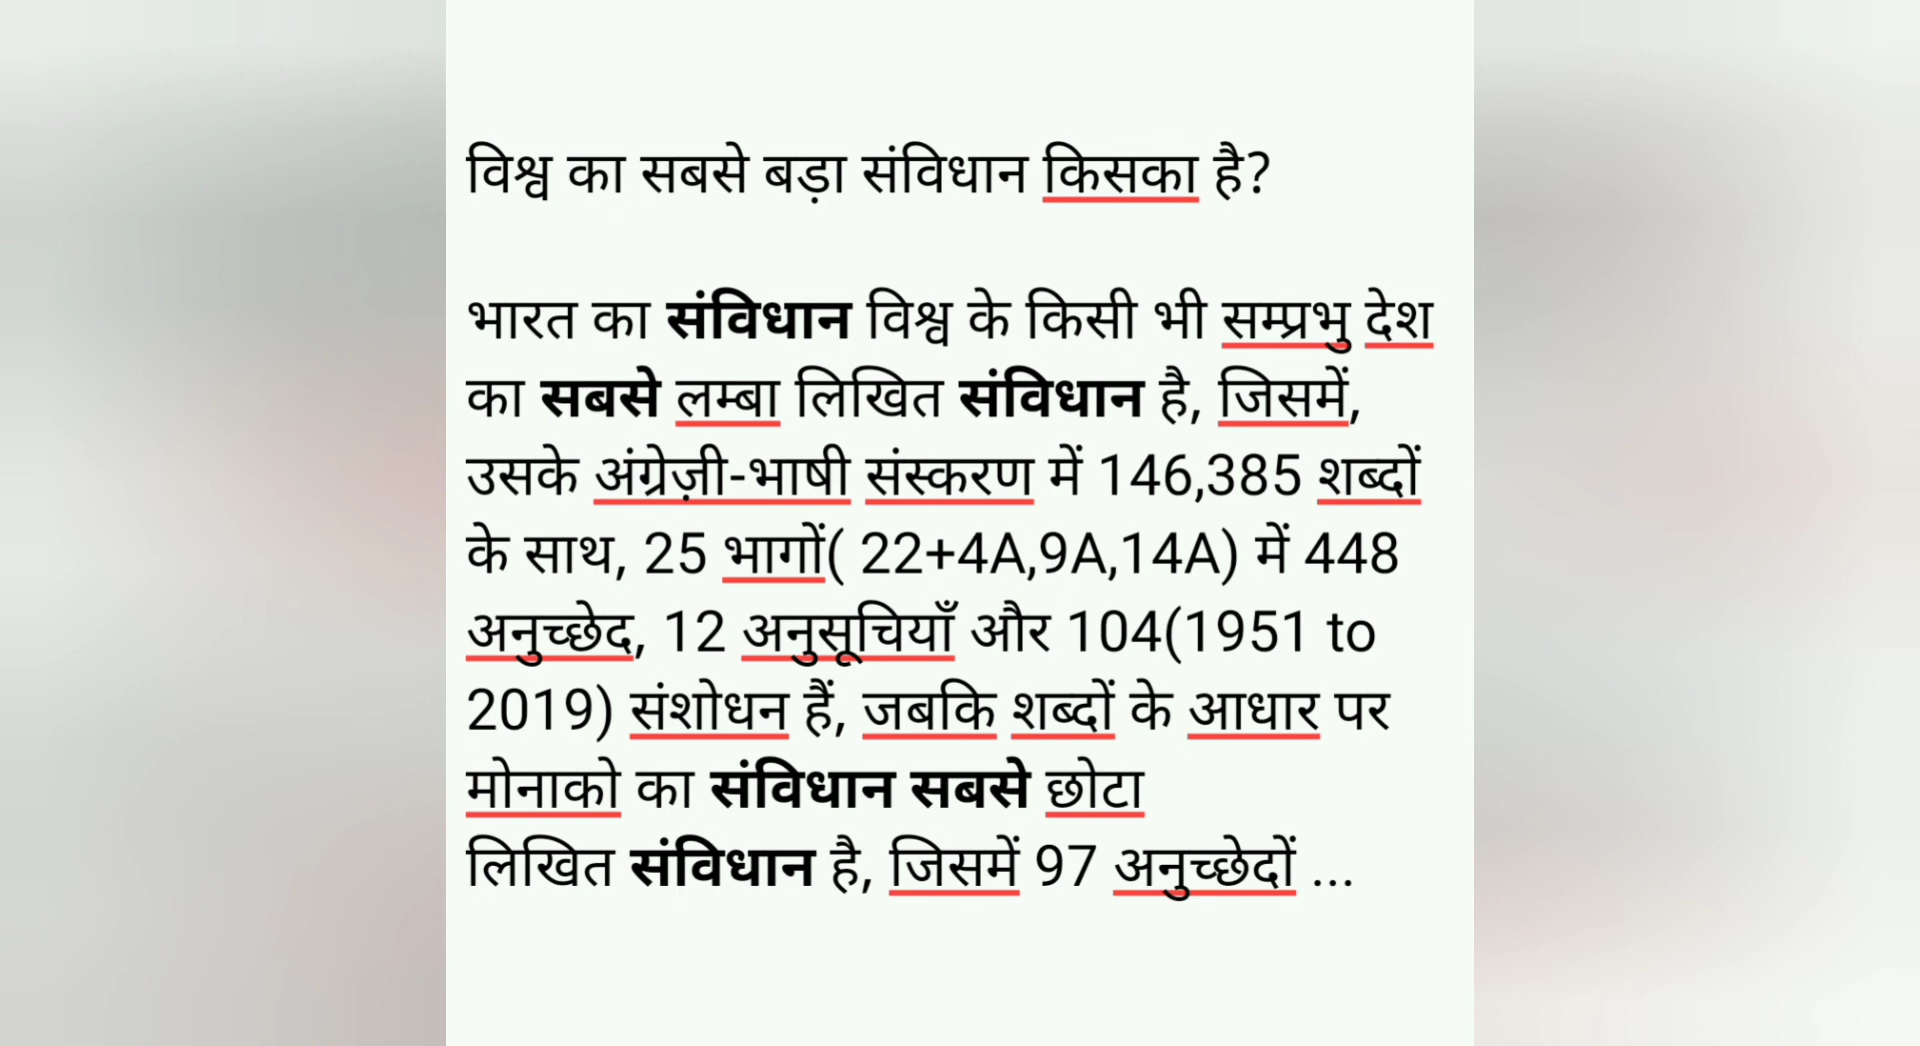 विश्व का सबसे बड़ा संविधान किसका है?
भारत का संविधान विश्व के किसी भी सम्प्रभु देश
का सबसे लम्बा लिखित संविधान है, जिसमें,
उसके अंग्रेज़ी-भाषी संस्करण में 146,385 शब्दों
के साथ, 25 भागों( 22+4A,9A,14A) में 448
अनुच्छेद, 12 अनुसूचियाँ और 104(1951 to
2019) संशोधन हैं, जबकि शब्दों के आधार पर
मोनाको का संविधान सबसे छोटा
लिखित संविधान है, जिसमें 97 अनुच्छेदों ...